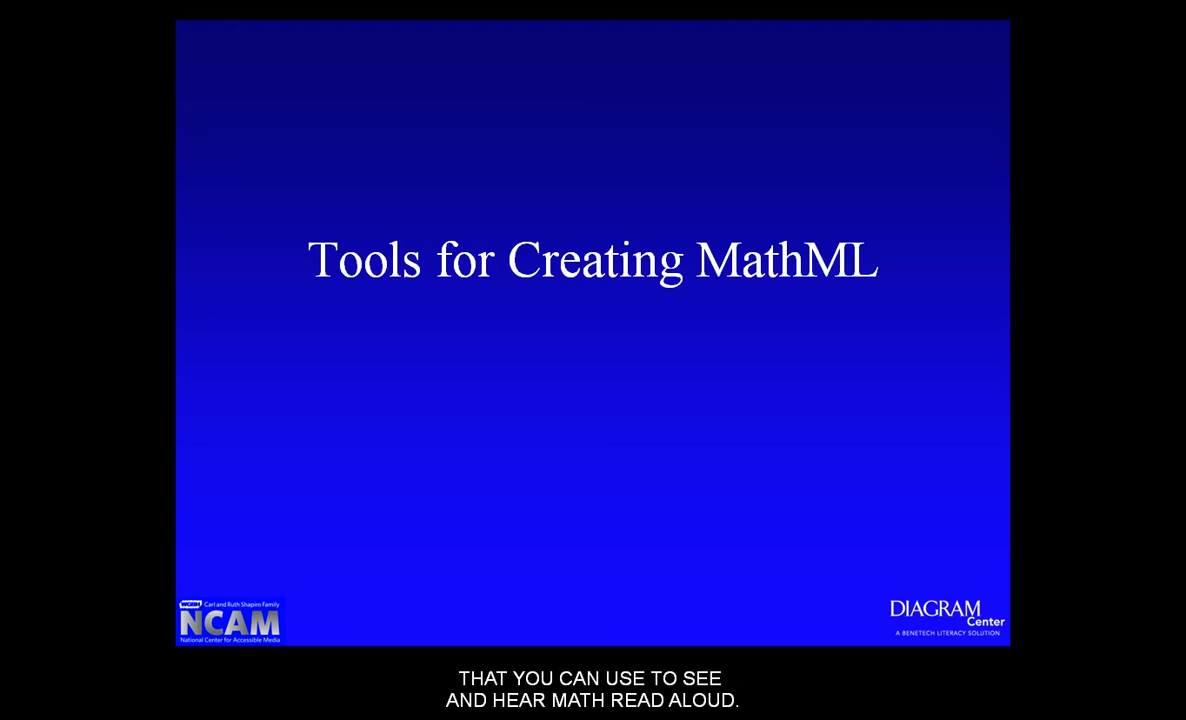 Tools for Creating MathML
WGBH Carl and Ruth Shapiro Family
NCAM
National Center for Accessible Media
DIAGRAM
Center
A BENETECH LITERACY SOLUTION
THAT YOU CAN USE TO SEE
AND HEAR MATH READ ALOUD.